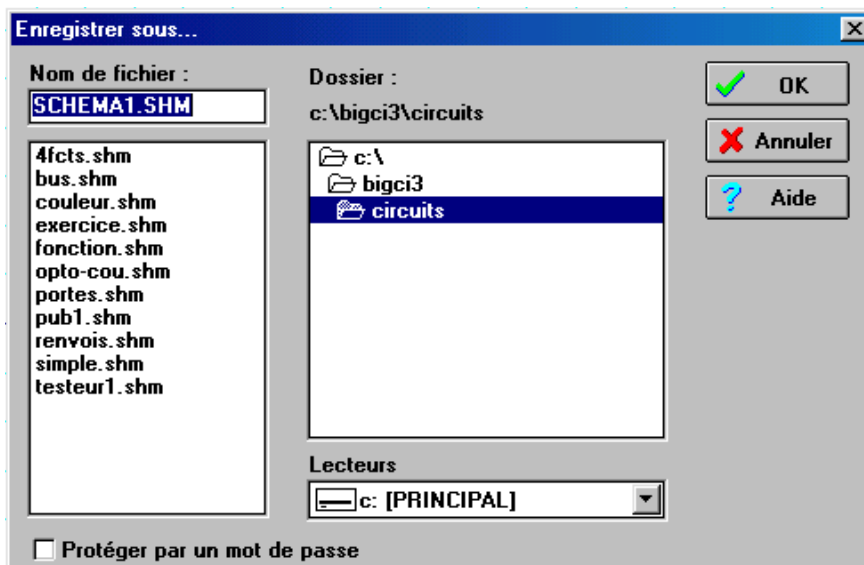 Enregistrer sous...
Nom de fichier :
SCHEMA1.SHM
4fcts.shm
bus.shm
couleur.shm
exercice.shm
fonction.shm
opto-cou.shm
portes.shm
pub1.shm
renvois.shm
simple.shm
testeur1.shm
Dossier :
c:\bigci3\circuits
c:\
bigci3
circuits
Lecteurs
c: [PRINCIPAL]
OK
Annuler
Aide
Protéger par un mot de passe